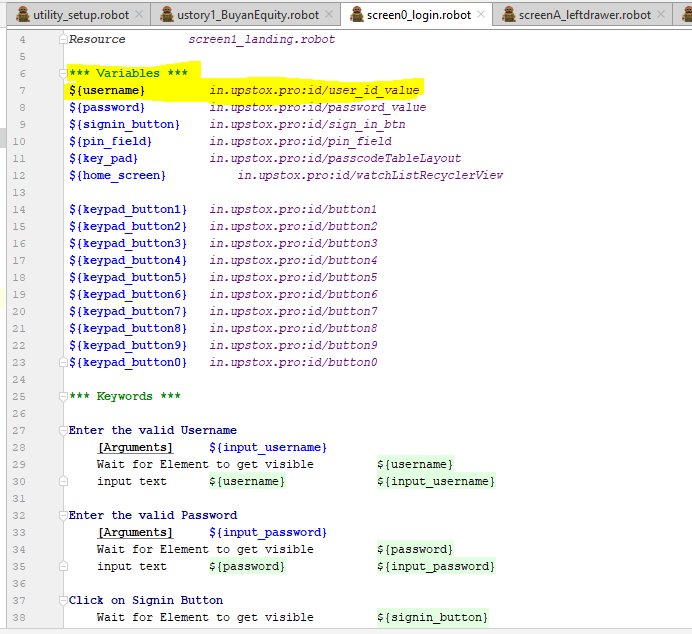 utility_setup.robot ustory1_BuyanEquity.robot screen0_login.robot screenA_leftdrawer.robot
4 Resource screen1_landing.robot
5
6 *** Variables ***
7 ${username} in.upstox.pro:id/user_id_value
8 ${password} in.upstox.pro:id/password_value
9 ${signin_button} in.upstox.pro:id/sign_in_btn
10 ${pin_field} in.upstox.pro:id/pin_field
11 ${key_pad} in.upstox.pro:id/passcodeTableLayout
12 ${home_screen} in.upstox.pro:id/watchListRecyclerView
13
14 ${keypad_button1} in.upstox.pro:id/button1
15 ${keypad_button2} in.upstox.pro:id/button2
16 ${keypad_button3} in.upstox.pro:id/button3
17 ${keypad_button4} in.upstox.pro:id/button4
18 ${keypad_button5} in.upstox.pro:id/button5
19 ${keypad_button6} in.upstox.pro:id/button6
20 ${keypad_button7} in.upstox.pro:id/button7
21 ${keypad_button8} in.upstox.pro:id/button8
22 ${keypad_button9} in.upstox.pro:id/button9
23 ${keypad_button0} in.upstox.pro:id/button0
24
25 *** Keywords ***
26
27 Enter the valid Username
28 [Arguments] ${input_username}
29 Wait for Element to get visible ${username}
30 input text ${username} ${input_username}
31
32 Enter the valid Password
33 [Arguments] ${input_password}
34 Wait for Element to get visible ${password}
35 input text ${password} ${input_password}
36
37 Click on Signin Button
38 Wait for Element to get visible ${signin_button}